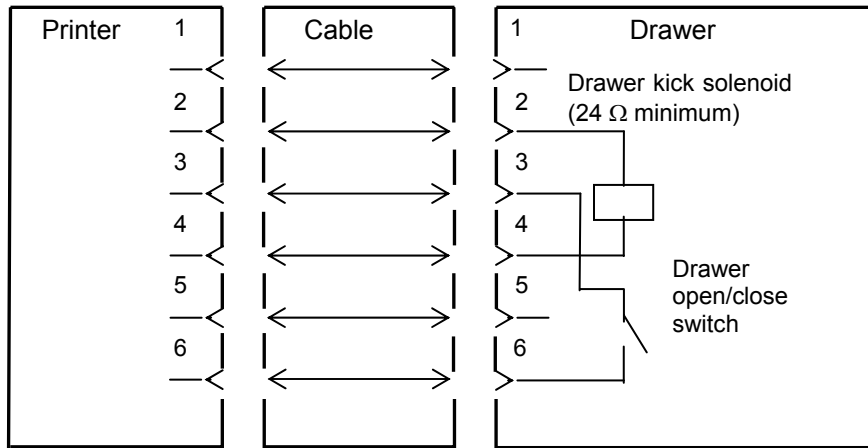 Printer
1
2
3
4
5
6
Cable
1
2
3
4
5
6
Drawer
Drawer kick solenoid
(24 Ω minimum)
Drawer
open/close
switch